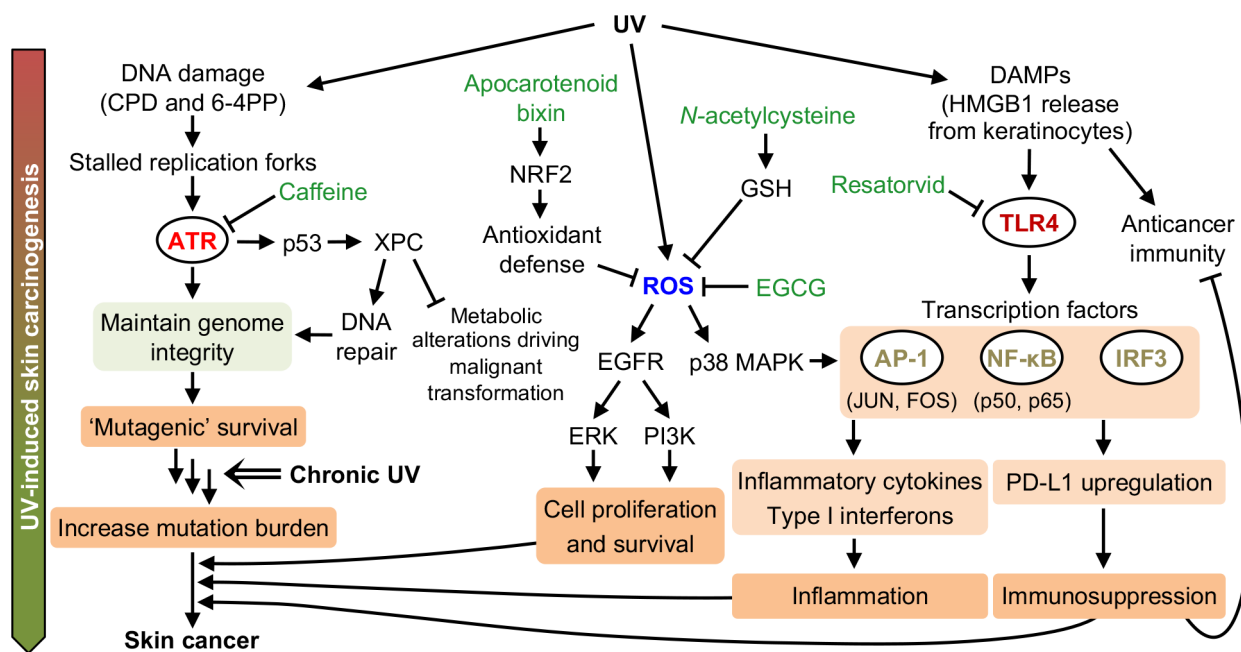 UV
UV-induced skin carcinogenesis
DNA damage
(CPD and 6-4PP)
Stalled replication forks
Caffeine
ATR
p53
XPC
Maintain genome
integrity
DNA
repair
Metabolic
alterations driving
malignant
transformation
'Mutagenic' survival
Chronic UV
Increase mutation burden
Skin cancer
Apocarotenoid
bixin
NRF2
Antioxidant
defense
N-acetylcysteine
GSH
ROS
EGCG
EGFR
p38 MAPK
ERK
PI3K
Cell proliferation
and survival
DAMPs
(HMGB1 release
from keratinocytes)
Resatorvid
TLR4
Anticancer
immunity
Transcription factors
AP-1
NF-κB
IRF3
(JUN, FOS)
(p50, p65)
Inflammatory cytokines
Type I interferons
PD-L1 upregulation
Inflammation
Immunosuppression